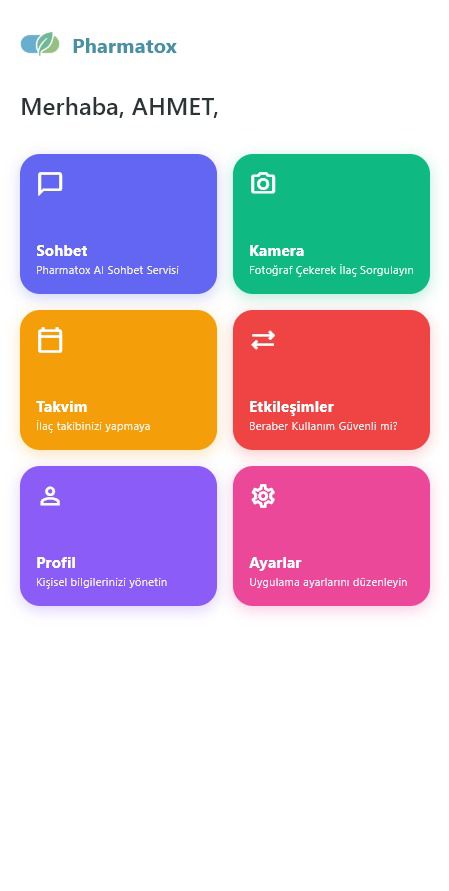 Pharmatox
Merhaba, AHMET,
Sohbet
Pharmatox AI Sohbet Servisi
Kamera
Fotoğraf Çekerek İlaç Sorgulayın
Takvim
İlaç takibinizi yapmaya
Etkileşimler
Beraber Kullanım Güvenli mi?
Profil
Kişisel bilgilerinizi yönetin
Ayarlar
Uygulama ayarlarını düzenleyin